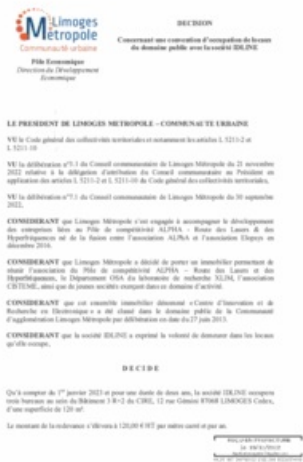 Limoges
Métropole
Communauté urbaine
Pôle Economique
Direction du Développement
Economique
DECISION
Concernant une convention d'occupation de locaux
du domaine public avec la société IDLINE
LE PRESIDENT DE LIMOGES METROPOLE – COMMUNAUTE URBAINE
VU le Code général des collectivités territoriales et notamment les articles L 5211-2 et
L 5211-10
VU la délibération n°5.1 du Conseil communautaire de Limoges Métropole du 21 novembre
2022 relative à la délégation d'attribution du Conseil communautaire au Président en
application des articles L 5211-2 et L 5211-10 du Code général des collectivités territoriales,
VU la délibération n°7.1 du Conseil communautaire de Limoges Métropole du 30 septembre
2022,
CONSIDERANT que Limoges Métropole s'est engagée à accompagner le développement
des entreprises liées au Pôle de compétitivité ALPHA – Route des Lasers & des
Hyperfréquences né de la fusion entre l'association ALPhA et l'association Elopsys en
décembre 2016.
CONSIDERANT que Limoges Métropole a décidé de porter un immobilier permettant de
réunir l'association du Pôle de compétitivité ALPHA – Route des Lasers et des
Hyperfréquences, le Département OSA du laboratoire de recherche XLIM, l'association
CISTEME, ainsi que de jeunes sociétés exerçant dans ce domaine d'activité.
CONSIDERANT que cet ensemble immobilier dénommé « Centre d'Innovation et de
Recherche en Electronique » a été classé dans le domaine public de la Communauté
d'agglomération Limoges Métropole par délibération en date du 27 juin 2013.
CONSIDERANT que la société IDLINE a exprimé la volonté de demeurer dans les locaux
qu'elle occupe,
D E C I D E
Qu'à compter du 1er janvier 2023 et pour une durée de deux ans, la société IDLINE occupera
trois bureaux au sein du Bâtiment 3 R+2 du CIRE, 12 rue Gémini 87068 LIMOGES Cedex,
d'une superficie de 120 m².
Le montant de la redevance s'élèvera à 120,00 € HT par mètre carré et par an.